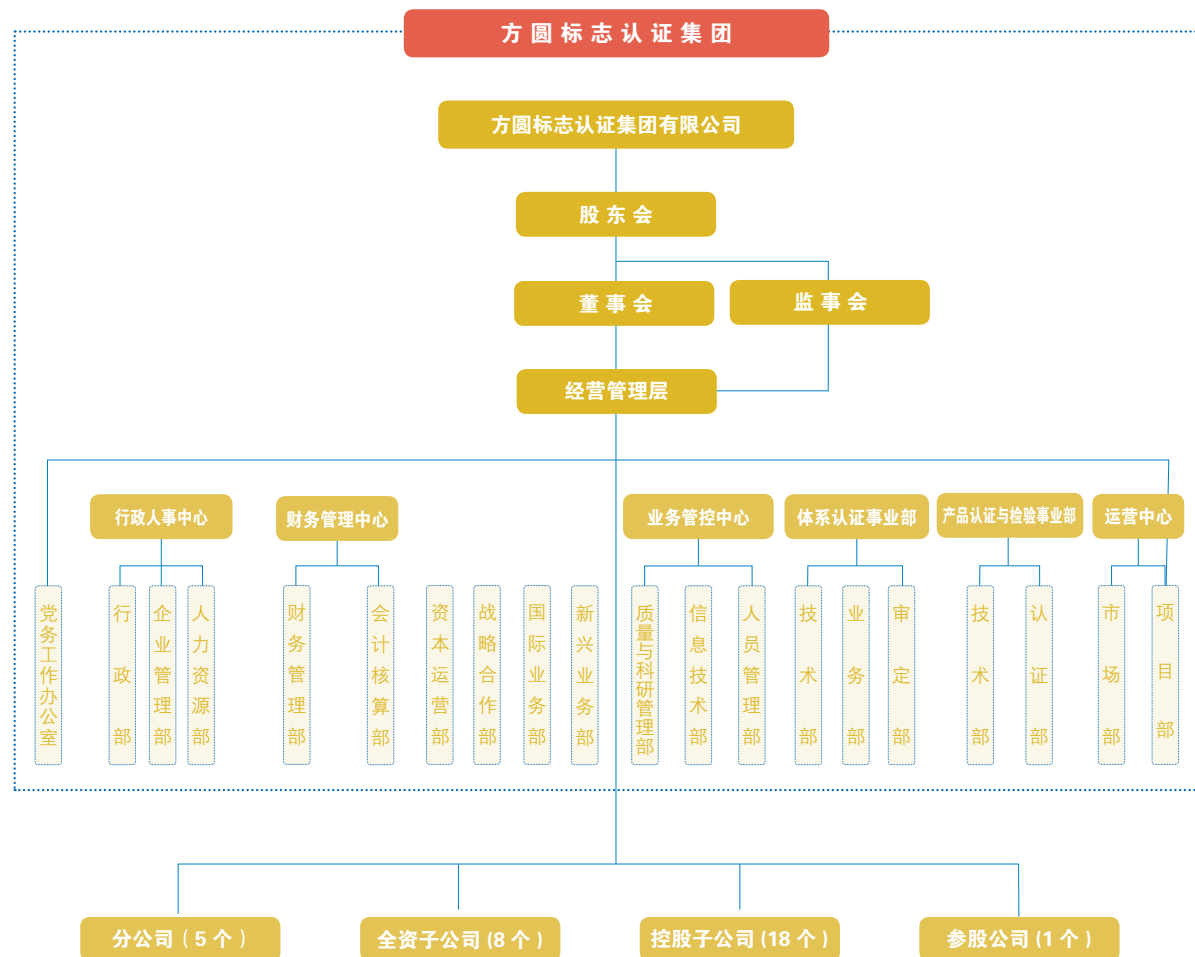 方圆标志认证集团
方圆标志认证集团有限公司
股东会
董事会
监事会
经营管理层
行政人事中心
财务管理中心
业务管控中心
体系认证事业部
产品认证与检验事业部
运营中心
党务工作办公室
行政部
企业管理部
人力资源部
财务管理部
会计核算部
资本运营部
战略合作部
国际业务部
新兴业务部
质量与科研管理部
信息技术部
人员管理部
技术部
业务部
审定部
技术部
认证部
市场部
项目部
分公司（5个）
全资子公司(8个）
控股子公司(18个）
参股公司(1个）